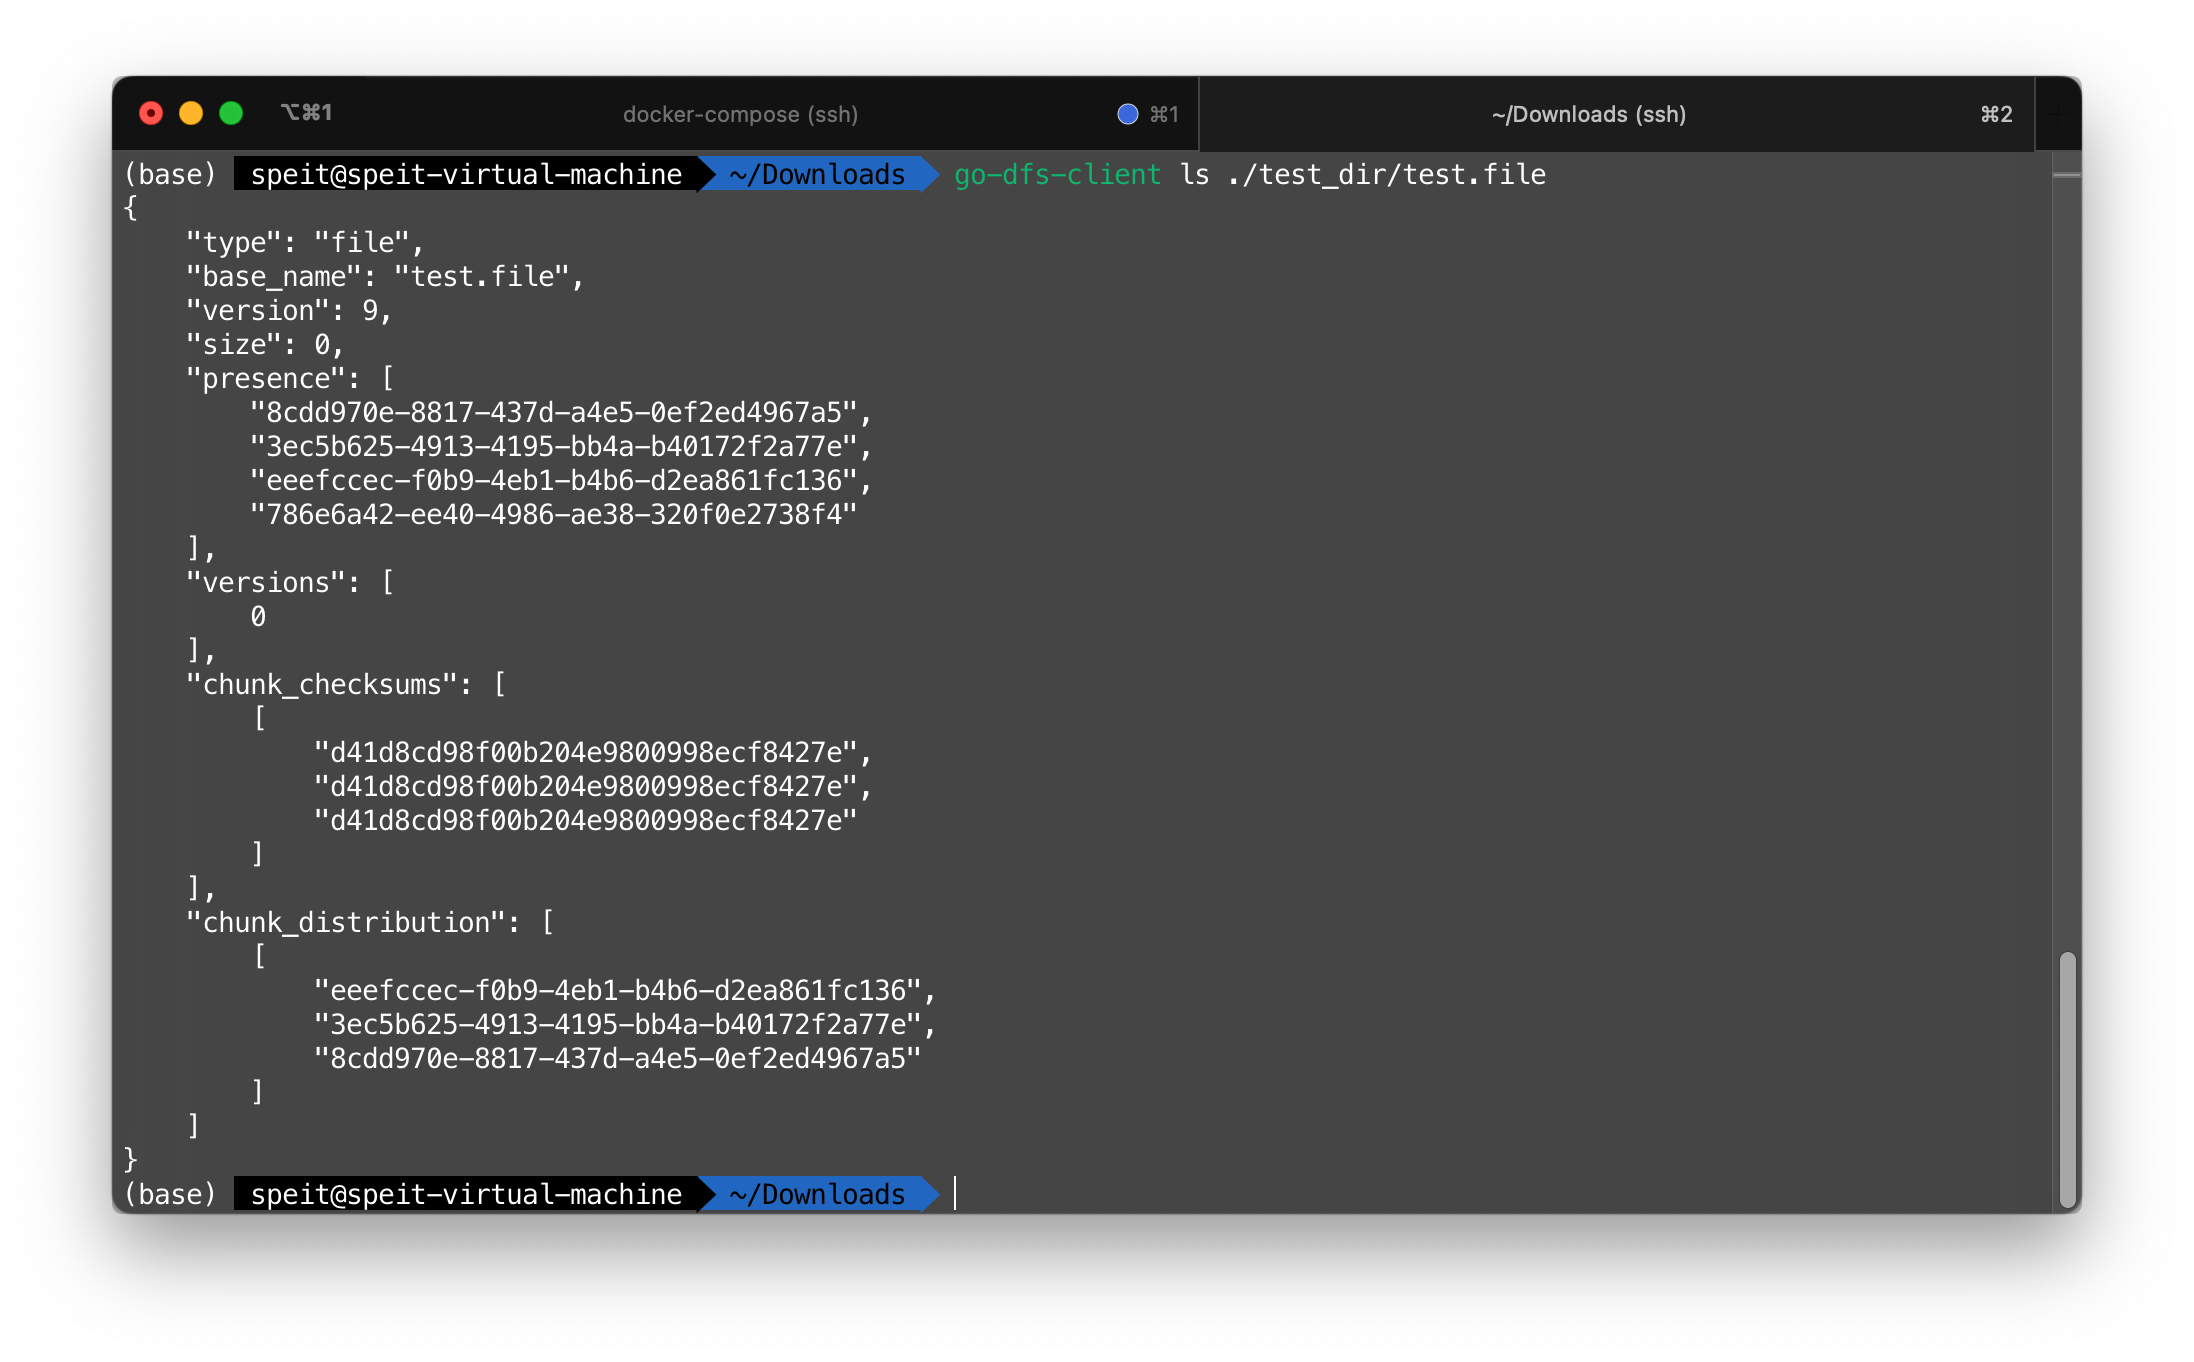 ⌥⌘1 docker-compose (ssh) ⌘1 ~/Downloads (ssh) ⌘2
(base) speit@speit-virtual-machine ~/Downloads go-dfs-client ls ./test_dir/test.file
{
    "type": "file",
    "base_name": "test.file",
    "version": 9,
    "size": 0,
    "presence": [
        "8cdd970e-8817-437d-a4e5-0ef2ed4967a5",
        "3ec5b625-4913-4195-bb4a-b40172f2a77e",
        "eeefccec-f0b9-4eb1-b4b6-d2ea861fc136",
        "786e6a42-ee40-4986-ae38-320f0e2738f4"
    ],
    "versions": [
        0
    ],
    "chunk_checksums": [
        [
            "d41d8cd98f00b204e9800998ecf8427e",
            "d41d8cd98f00b204e9800998ecf8427e",
            "d41d8cd98f00b204e9800998ecf8427e"
        ]
    ],
    "chunk_distribution": [
        [
            "eeefccec-f0b9-4eb1-b4b6-d2ea861fc136",
            "3ec5b625-4913-4195-bb4a-b40172f2a77e",
            "8cdd970e-8817-437d-a4e5-0ef2ed4967a5"
        ]
    ]
}
(base) speit@speit-virtual-machine ~/Downloads